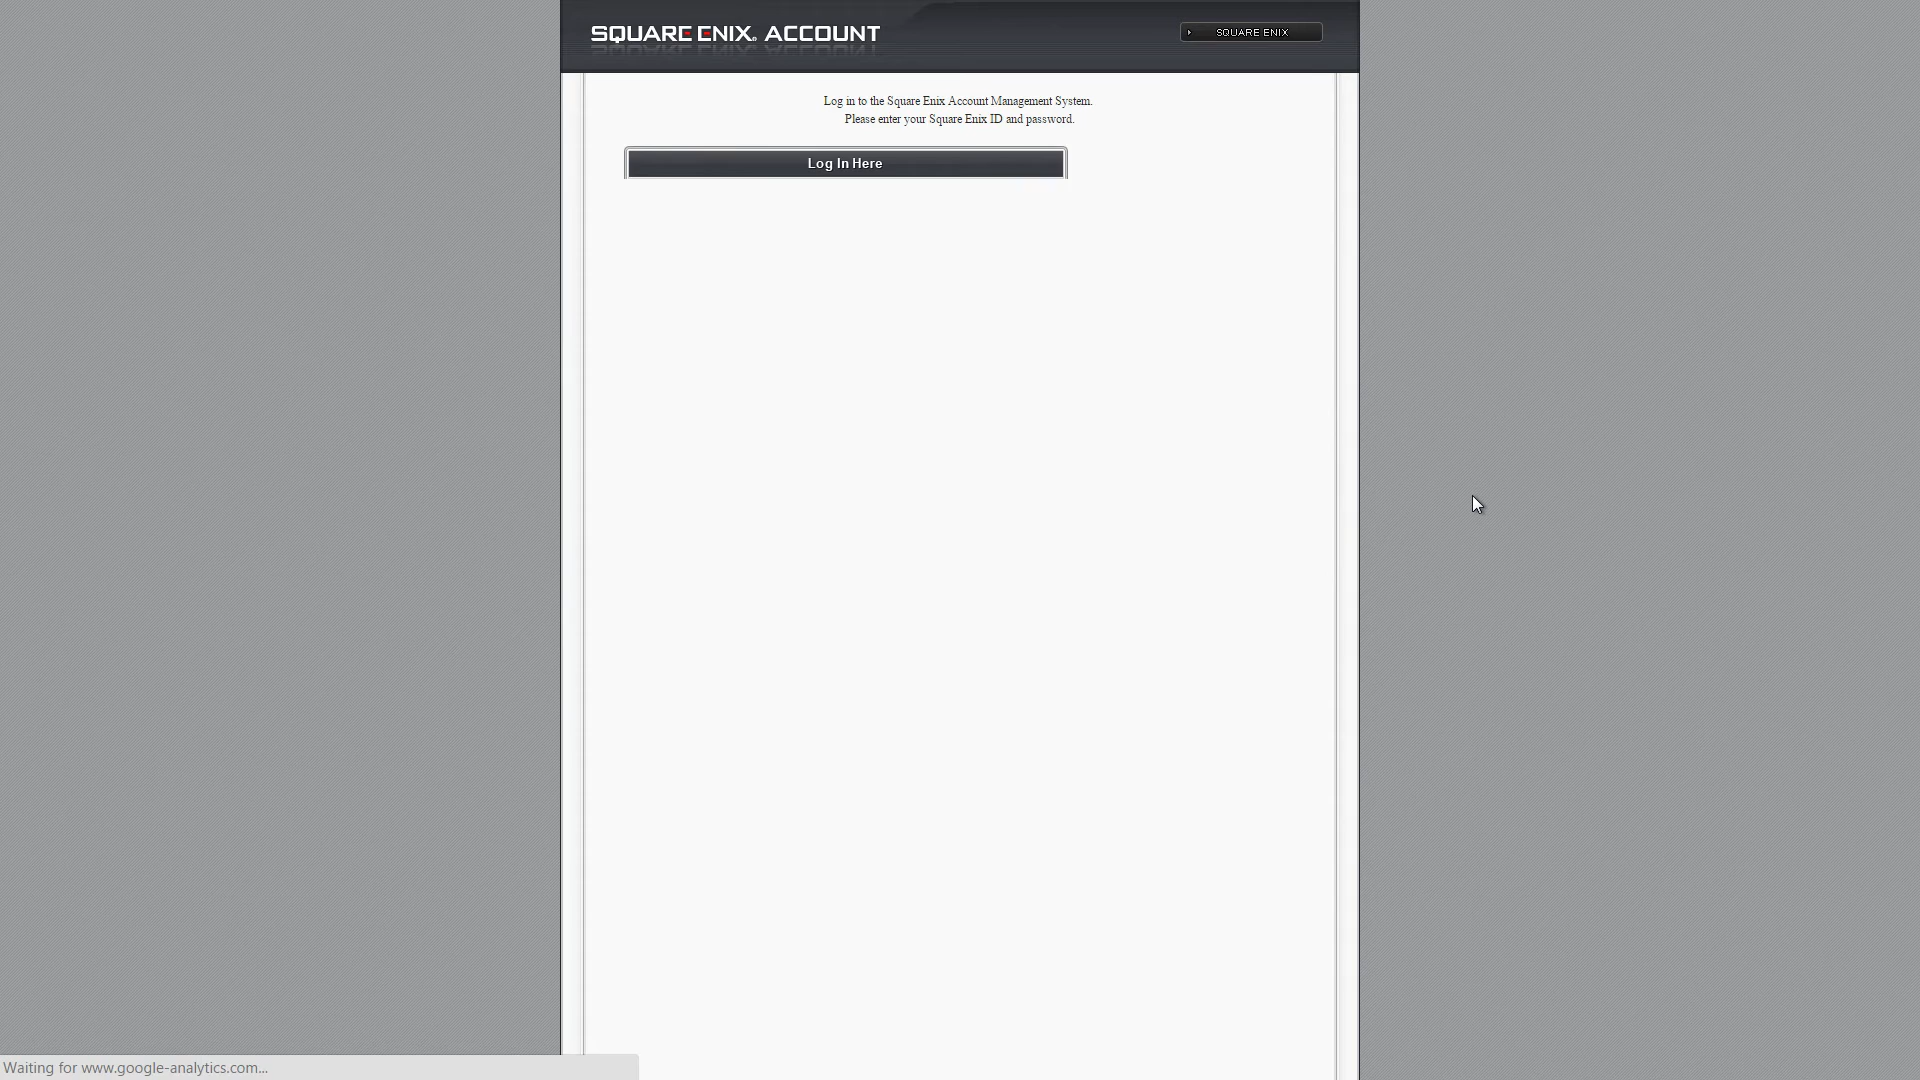 SQUARE ENIX. ACCOUNT
SQUARE ENIX
Log in to the Square Enix Account Management System.
Please enter your Square Enix ID and password.
Log In Here
Waiting for www.google-analytics.com...